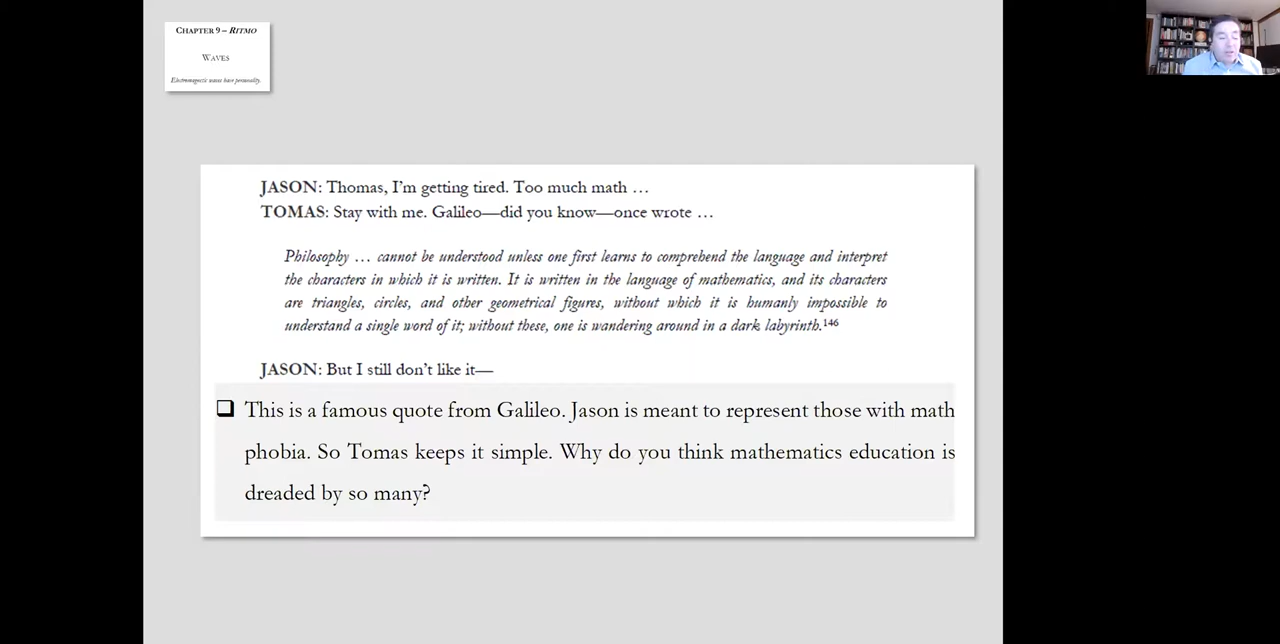 CHAPTER 9 – RITMO
WAVES
Electromagnetic waves have personality.
JASON: Thomas, I'm getting tired. Too much math …
TOMAS: Stay with me. Galileo—did you know—once wrote …
Philosophy … cannot be understood unless one first learns to comprehend the language and interpret
the characters in which it is written. It is written in the language of mathematics, and its characters
are triangles, circles, and other geometrical figures, without which it is humanly impossible to
understand a single word of it; without these, one is wandering around in a dark labyrinth.146
JASON: But I still don't like it—
This is a famous quote from Galileo. Jason is meant to represent those with math
phobia. So Tomas keeps it simple. Why do you think mathematics education is
dreaded by so many?